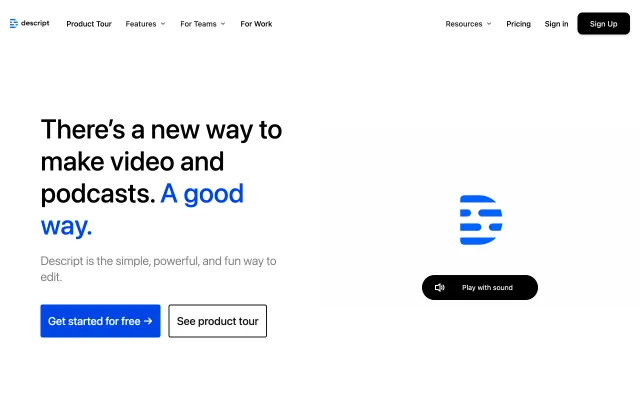 descript
Product Tour
Features
For Teams
For Work
Resources
Pricing
Sign in
Sign Up
There's a new way to
make video and
podcasts. A good
way.
Descript is the simple, powerful, and fun way to
edit.
Get started for free →
See product tour
Play with sound